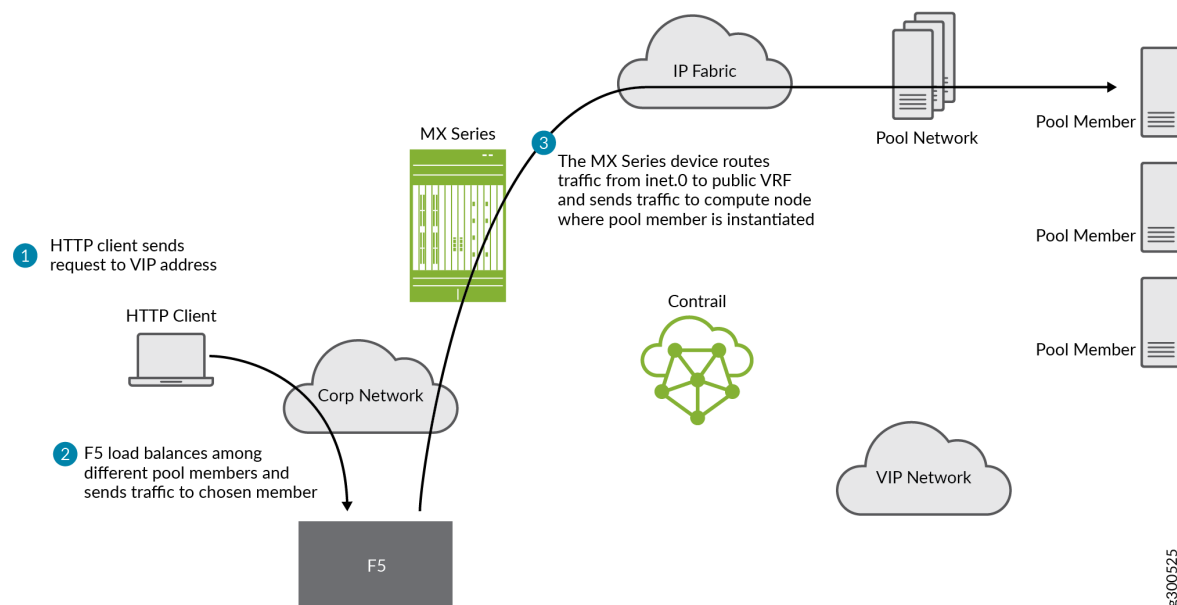 IP Fabric
Pool Network
Pool Member
MX Series
3
The MX Series device routes
traffic from inet.0 to public VRF
and sends traffic to compute node
where pool member is instantiated
Pool Member
1
HTTP client sends
request to VIP address
HTTP Client
Contrail
Pool Member
Corp Network
2
F5 load balances among
different pool members and
sends traffic to chosen member
VIP Network
F5
g300525